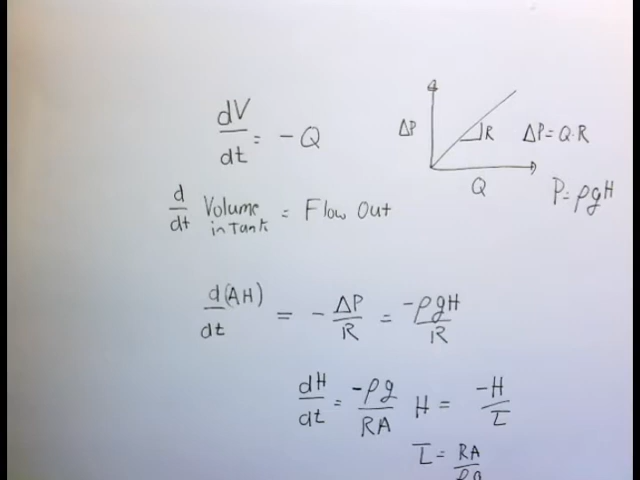 dV/dt = - Q
ΔP
R
ΔP=Q·R
Q
P=ρgH
d/dt Volume in Tank = Flow Out
d(AH)/dt = - ΔP/R = -ρgH/R
dH/dt = -ρg/RA H = -H/τ
τ = RA/ρg